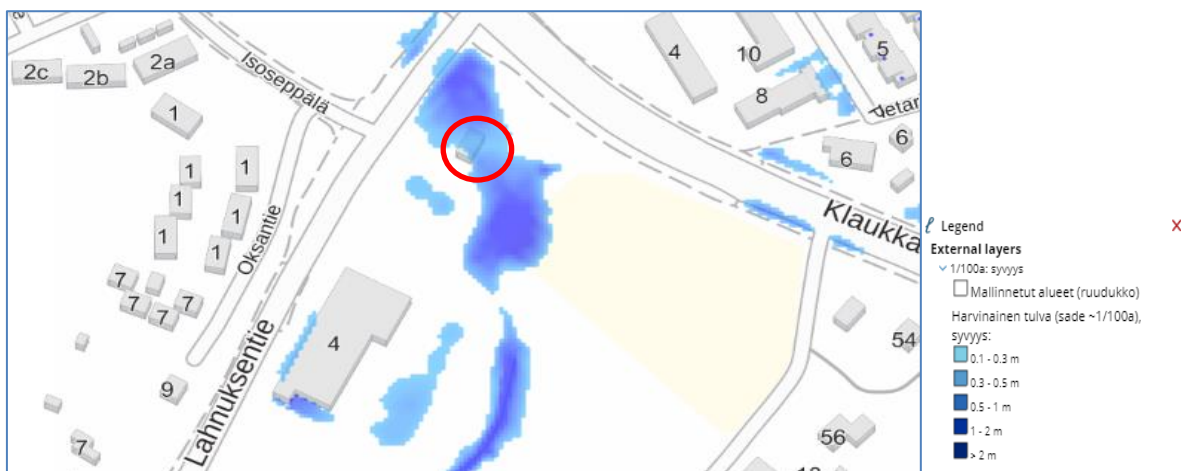 2c
2b
2a
Isoseppälä
1
1
1
1
1
1
1
Oksantie
7
7
7
7
9
7
Lahnuksentie
4
4
10
8
5
Petar
6
6
Klaukka
54
56
Legend
External layers
1/100a: syvyys
Mallinnetut alueet (ruudukko)
Harvinainen tulva (sade ~1/100a),
syvyys:
0.1 - 0.3 m
0.3 - 0.5 m
0.5 - 1 m
1 - 2 m
> 2 m